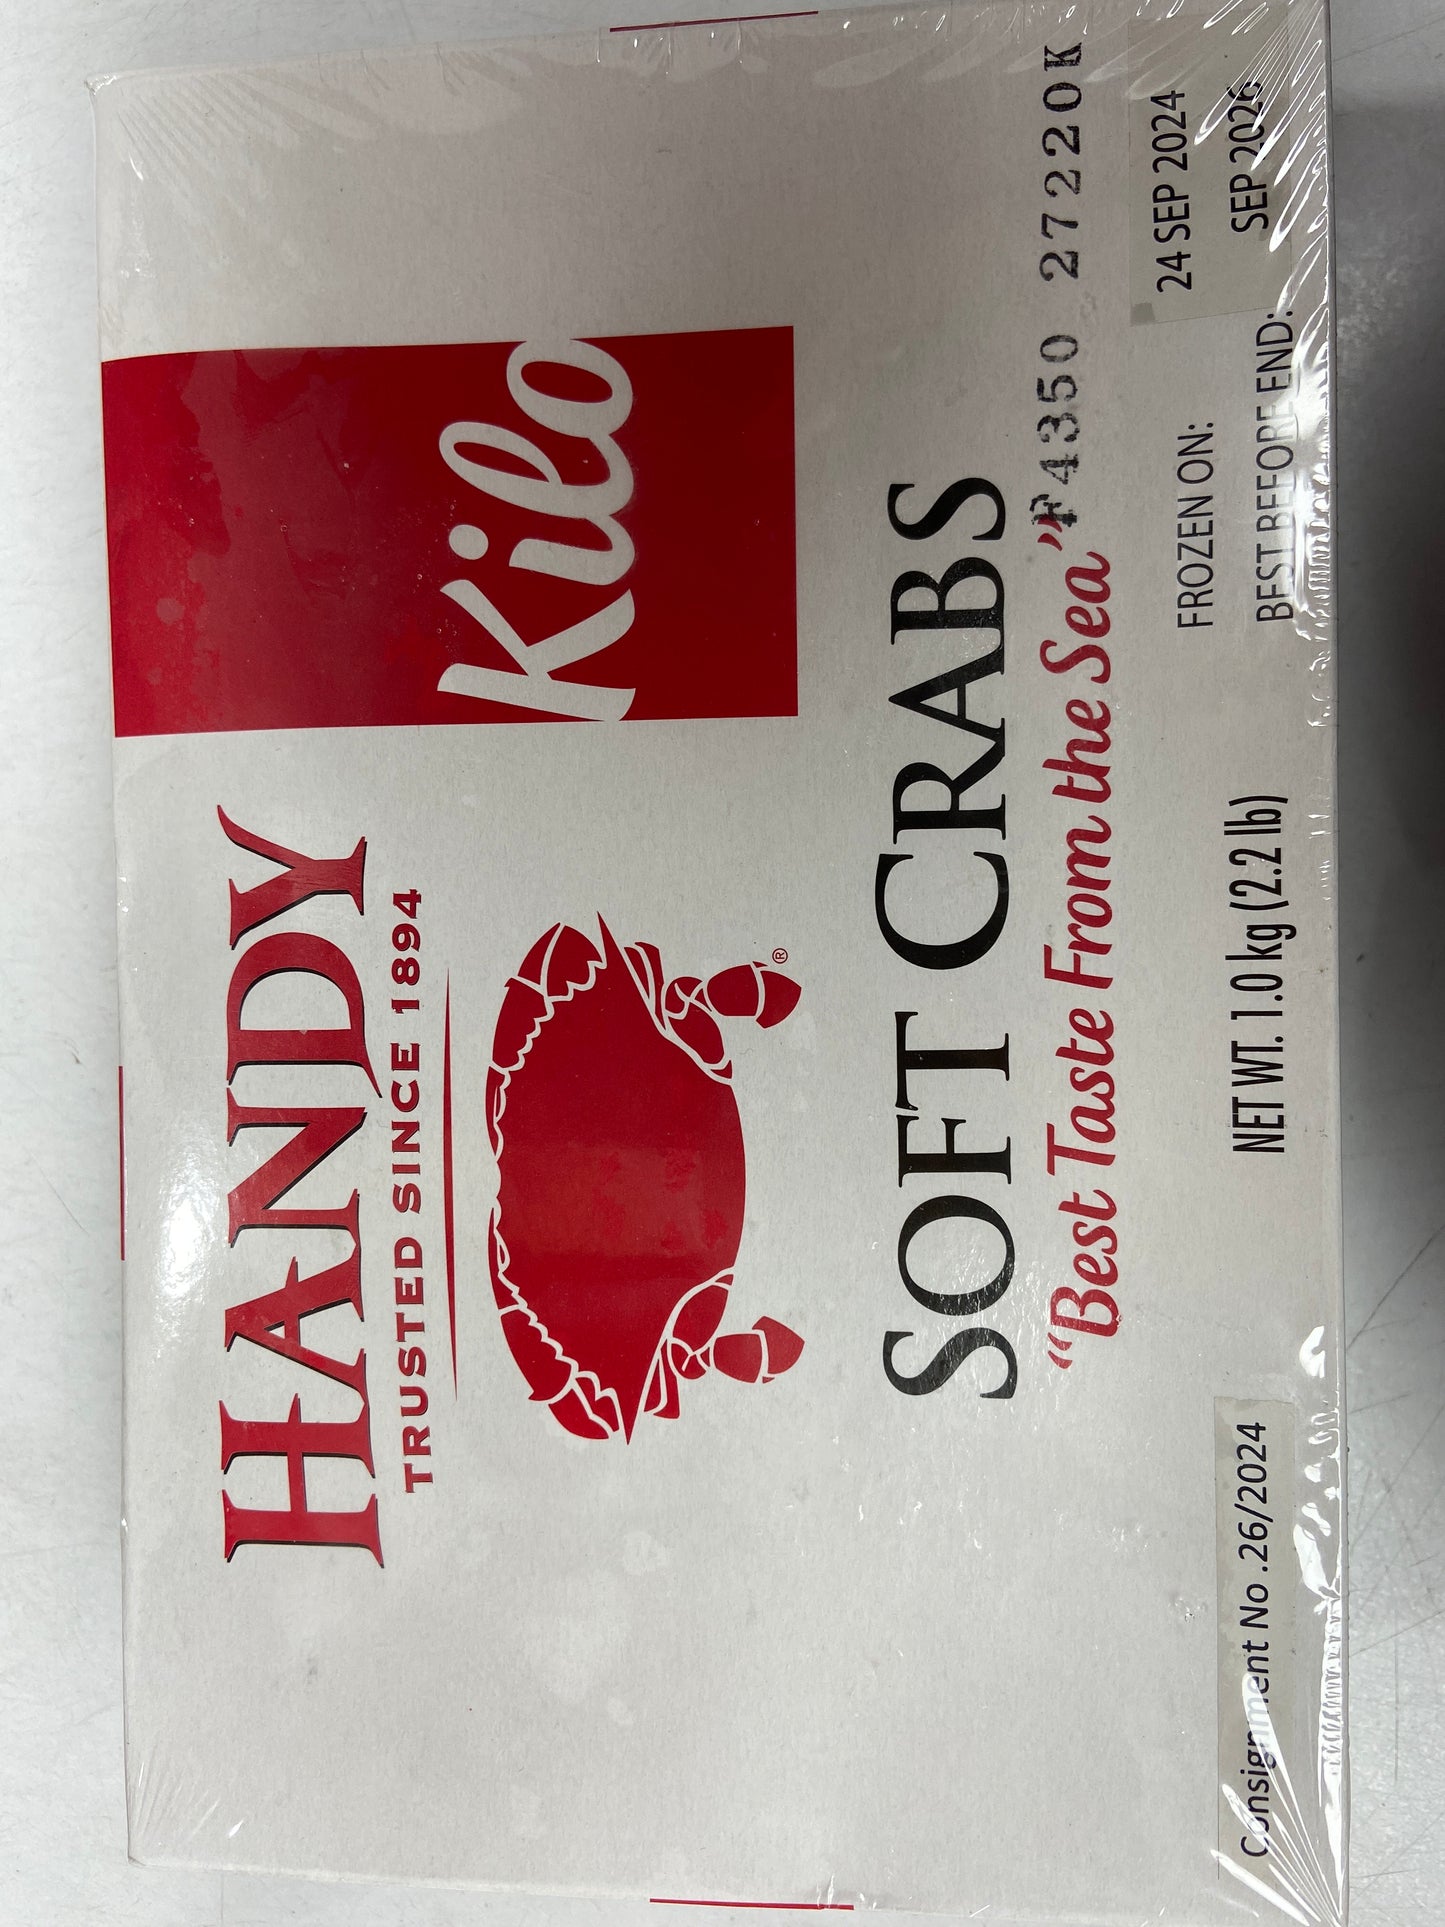 HANDY
TRUSTED SINCE 1894
Kilo
®
SOFT CRABS
"Best Taste From the Sea"
F4350 27220K
FROZEN ON: 24 SEP 2024
BEST BEFORE END: SEP 2026
NET WT. 1.0 kg (2.2 lb)
Consignment No .26/2024